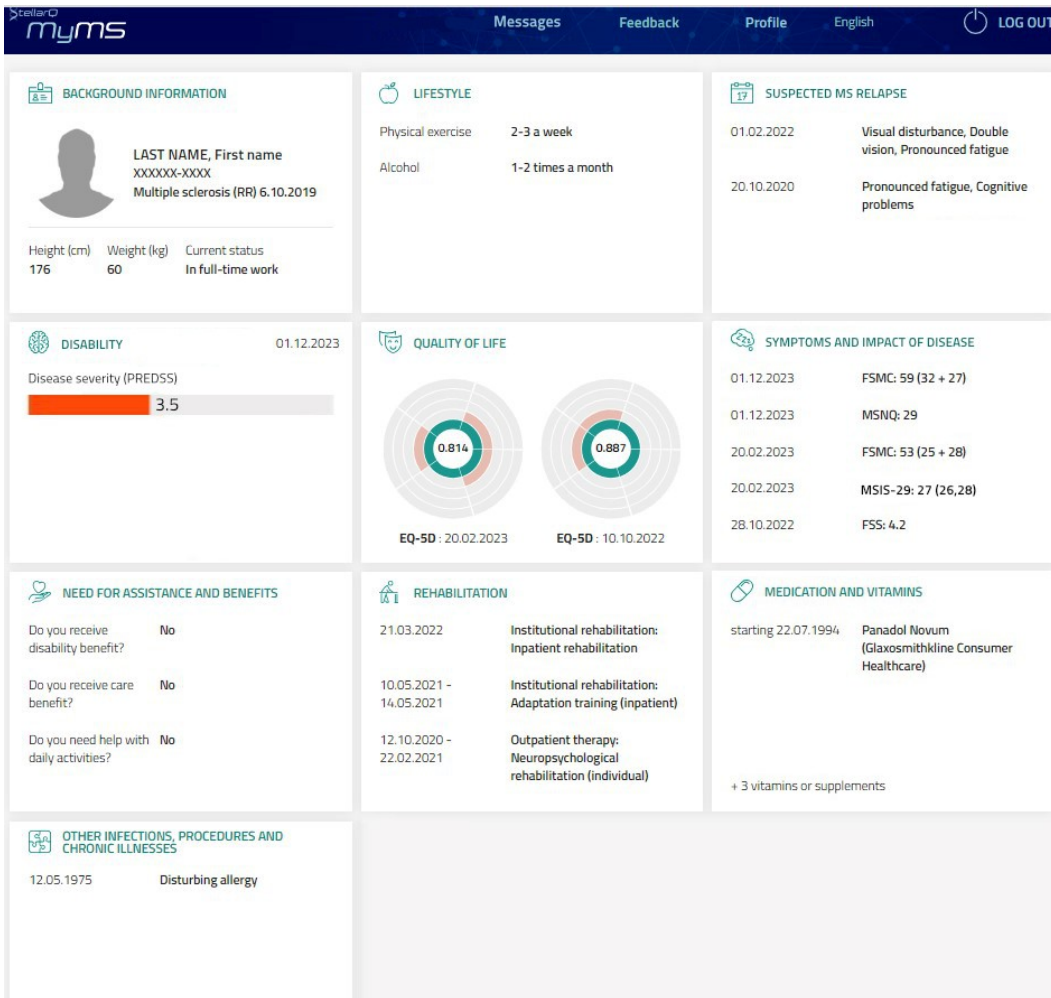 StellarQ
myms
Messages
Feedback
Profile
English
LOG OUT
BACKGROUND INFORMATION
LAST NAME, First name
XXXXXX-XXXX
Multiple sclerosis (RR) 6.10.2019
Height (cm) Weight (kg) Current status
176 60 In full-time work
LIFESTYLE
Physical exercise 2-3 a week
Alcohol 1-2 times a month
17
SUSPECTED MS RELAPSE
01.02.2022 Visual disturbance, Double
vision, Pronounced fatigue
20.10.2020 Pronounced fatigue, Cognitive
problems
DISABILITY 01.12.2023
Disease severity (PREDSS)
3.5
QUALITY OF LIFE
0.814 0.887
EQ-5D : 20.02.2023 EQ-5D : 10.10.2022
zzz
SYMPTOMS AND IMPACT OF DISEASE
01.12.2023 FSMC: 59 (32 + 27)
01.12.2023 MSNQ: 29
20.02.2023 FSMC: 53 (25 + 28)
20.02.2023 MSIS-29: 27 (26,28)
28.10.2022 FSS: 4.2
NEED FOR ASSISTANCE AND BENEFITS
Do you receive No
disability benefit?
Do you receive care No
benefit?
Do you need help with No
daily activities?
REHABILITATION
21.03.2022 Institutional rehabilitation:
Inpatient rehabilitation
10.05.2021 - Institutional rehabilitation:
14.05.2021 Adaptation training (inpatient)
12.10.2020 - Outpatient therapy:
22.02.2021 Neuropsychological
rehabilitation (individual)
MEDICATION AND VITAMINS
starting 22.07.1994 Panadol Novum
(Glaxosmithkline Consumer
Healthcare)
+ 3 vitamins or supplements
OTHER INFECTIONS, PROCEDURES AND
CHRONIC ILLNESSES
12.05.1975 Disturbing allergy